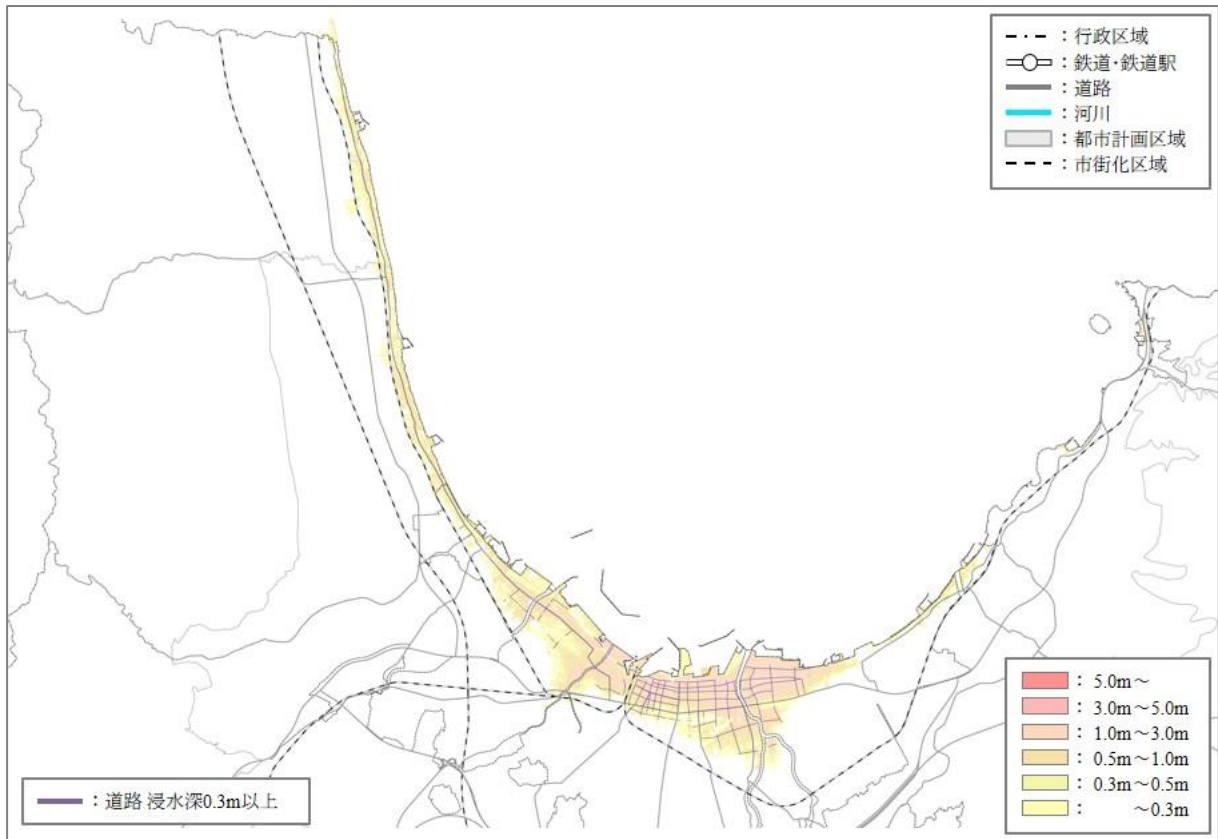 ：行政区域
：鉄道・鉄道駅
：道路
：河川
：都市計画区域
：市街化区域
：5.0m～
：3.0m～5.0m
：1.0m～3.0m
：0.5m～1.0m
：0.3m～0.5m
：　　～0.3m
：道路 浸水深0.3m以上